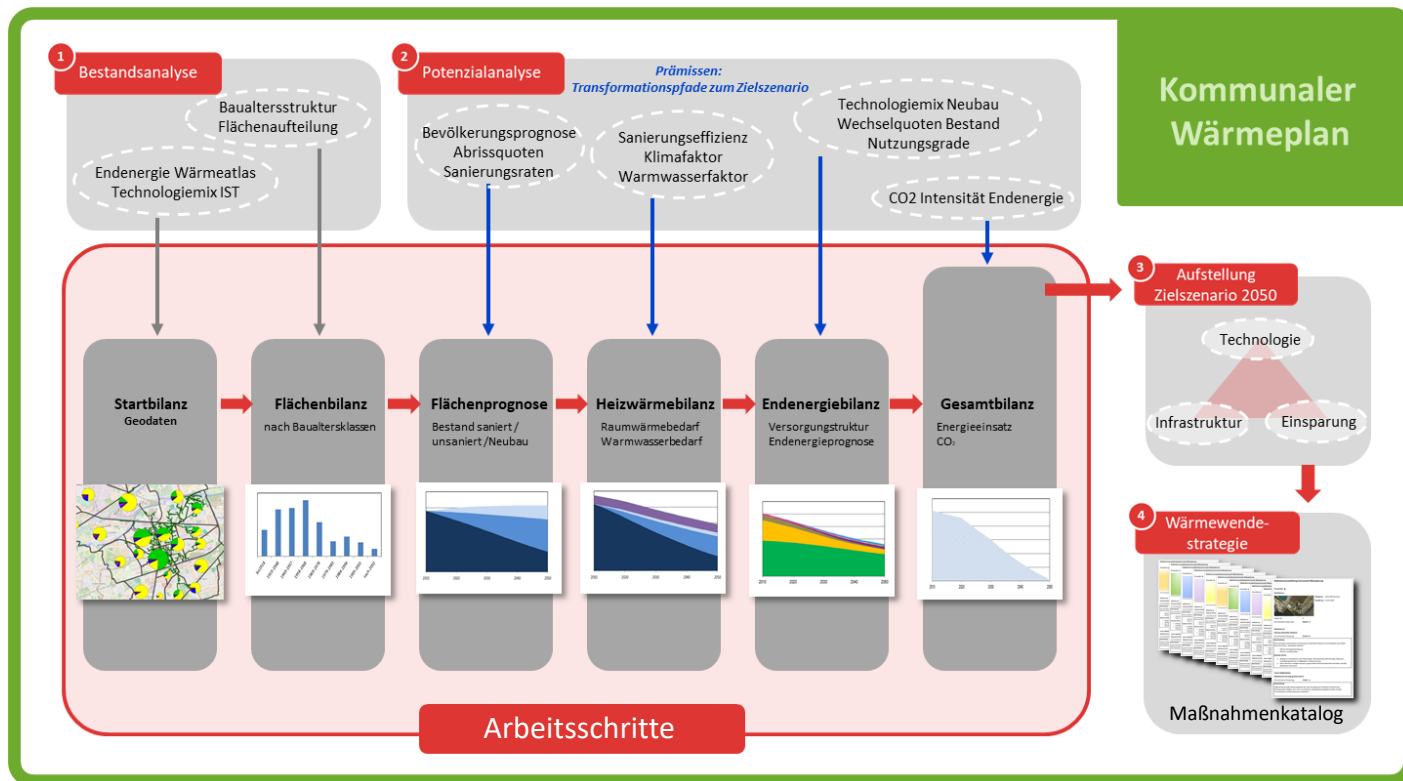 Kommunaler
Wärmeplan
1
Bestandsanalyse
Baualtersstruktur
Flächenaufteilung
Endenergie Wärmeatlas
Technologiemix IST
2
Potenzialanalyse
Prämissen:
Transformationspfade zum Zielszenario
Bevölkerungsprognose
Abrissquoten
Sanierungsraten
Sanierungseffizienz
Klimafaktor
Warmwasserfaktor
Technologiemix Neubau
Wechselquoten Bestand
Nutzungsgrade
CO2 Intensität Endenergie
Startbilanz
Geodaten
Flächenbilanz
nach Baualtersklassen
Flächenprognose
Bestand saniert /
unsaniert /Neubau
Heizwärmebilanz
Raumwärmebedarf
Warmwasserbedarf
Endenergiebilanz
Versorgungstruktur
Endenergieprognose
Gesamtbilanz
Energieeinsatz
CO₂
Arbeitsschritte
3
Aufstellung
Zielszenario 2050
Technologie
Infrastruktur
Einsparung
4
Wärmewende-
strategie
Maßnahmenkatalog